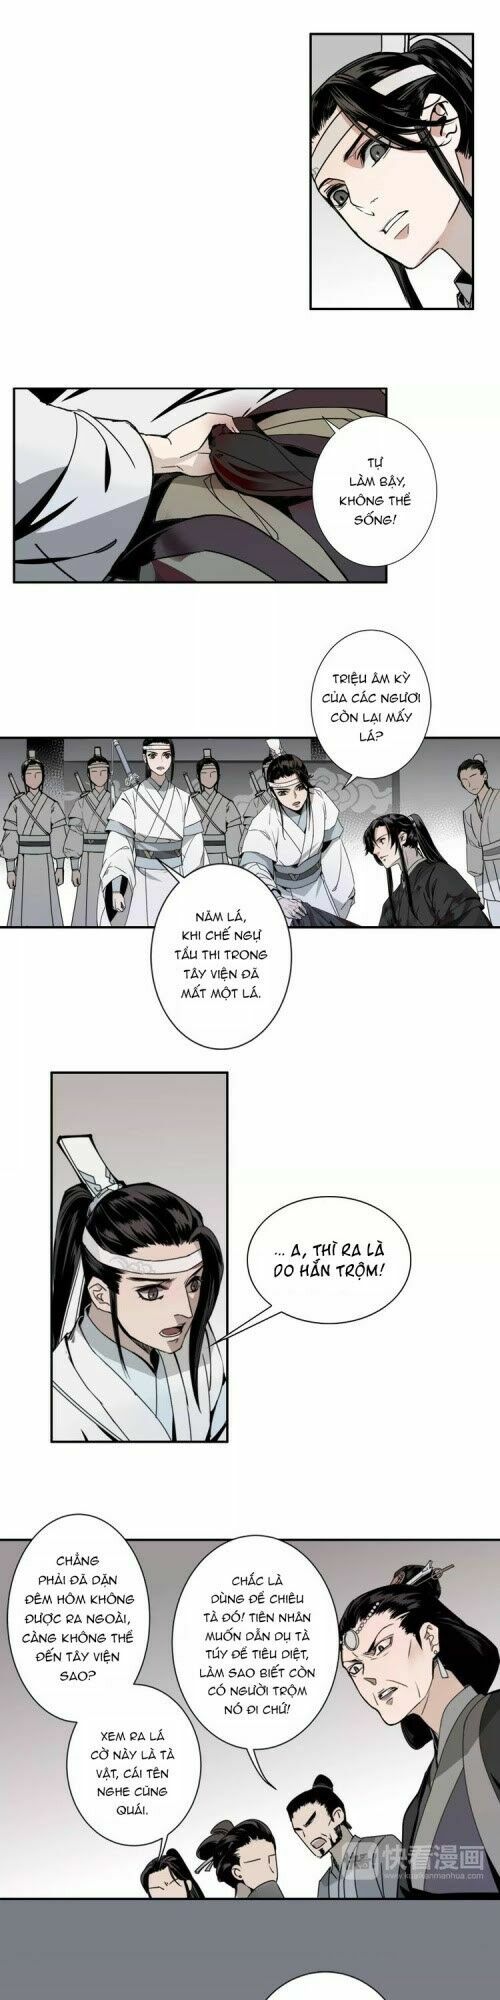 TỰ
LÀM BẬY,
KHÔNG THỂ
SỐNG!
TRIỆU ÂM KỲ
CỦA CÁC NGƯƠI
CÒN LẠI MẤY
LÁ?
NĂM LÁ,
KHI CHẾ NGỰ
TẨU THI TRONG
TÂY VIỆN ĐÃ
MẤT MỘT LÁ.
... A, THÌ RA LÀ
DO HẮN TRỘM!
CHẲNG
PHẢI ĐÃ DẶN
ĐÊM HÔM KHÔNG
ĐƯỢC RA NGOÀI,
CÀNG KHÔNG THỂ
ĐẾN TÂY VIỆN
SAO?
CHẮC LÀ
DÙNG ĐỂ CHIÊU
TÀ ĐÓ! TIÊN NHÂN
MUỐN DẪN DỤ TÀ
TÚY ĐỂ TIÊU DIỆT,
LÀM SAO BIẾT CÒN
CÓ NGƯỜI TRỘM
NÓ ĐI CHỨ!
XEM RA LÁ
CỜ NÀY LÀ TÀ
VẬT, CÁI TÊN
NGHE CŨNG
QUÁI.
快看漫画
www.kuaikanmanhua.com